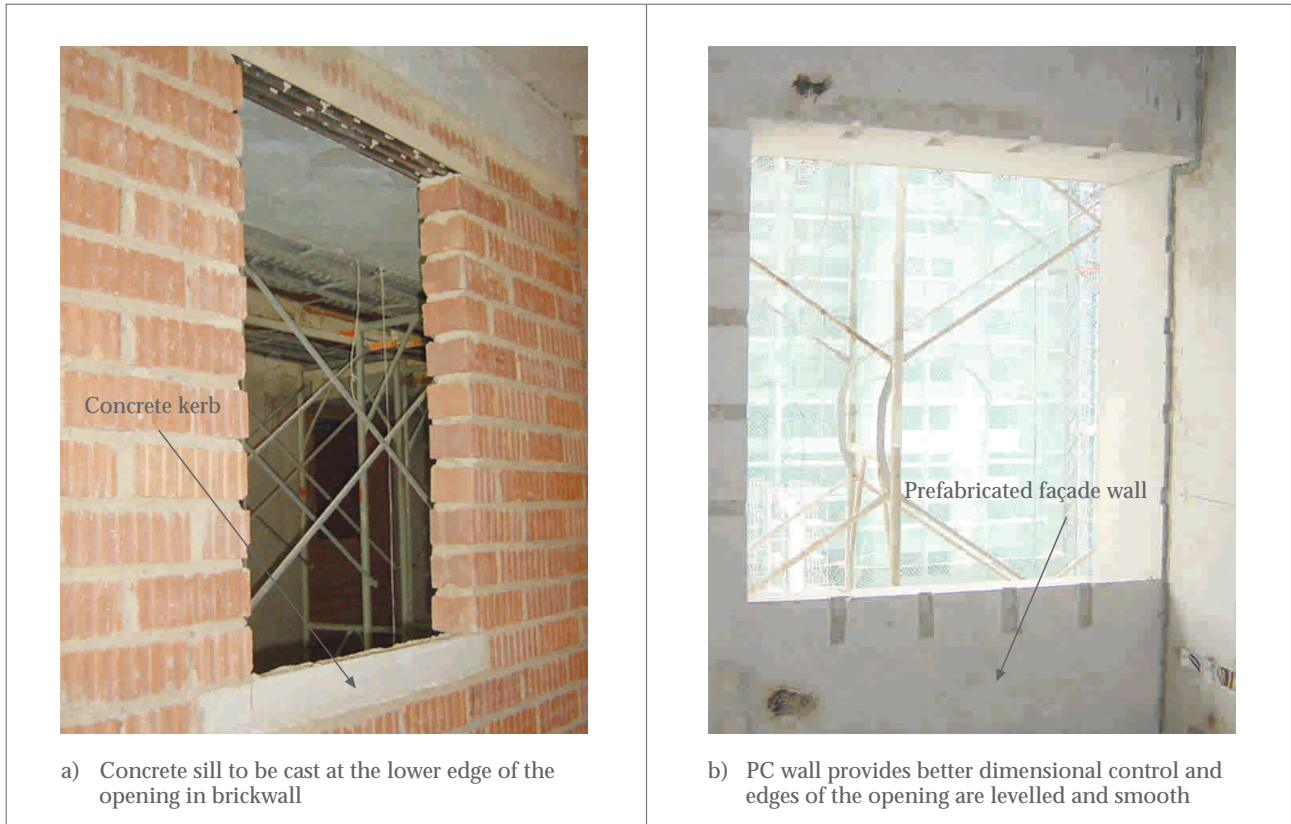 Concrete kerb
a) Concrete sill to be cast at the lower edge of the
opening in brickwall
Prefabricated façade wall
b) PC wall provides better dimensional control and
edges of the opening are levelled and smooth